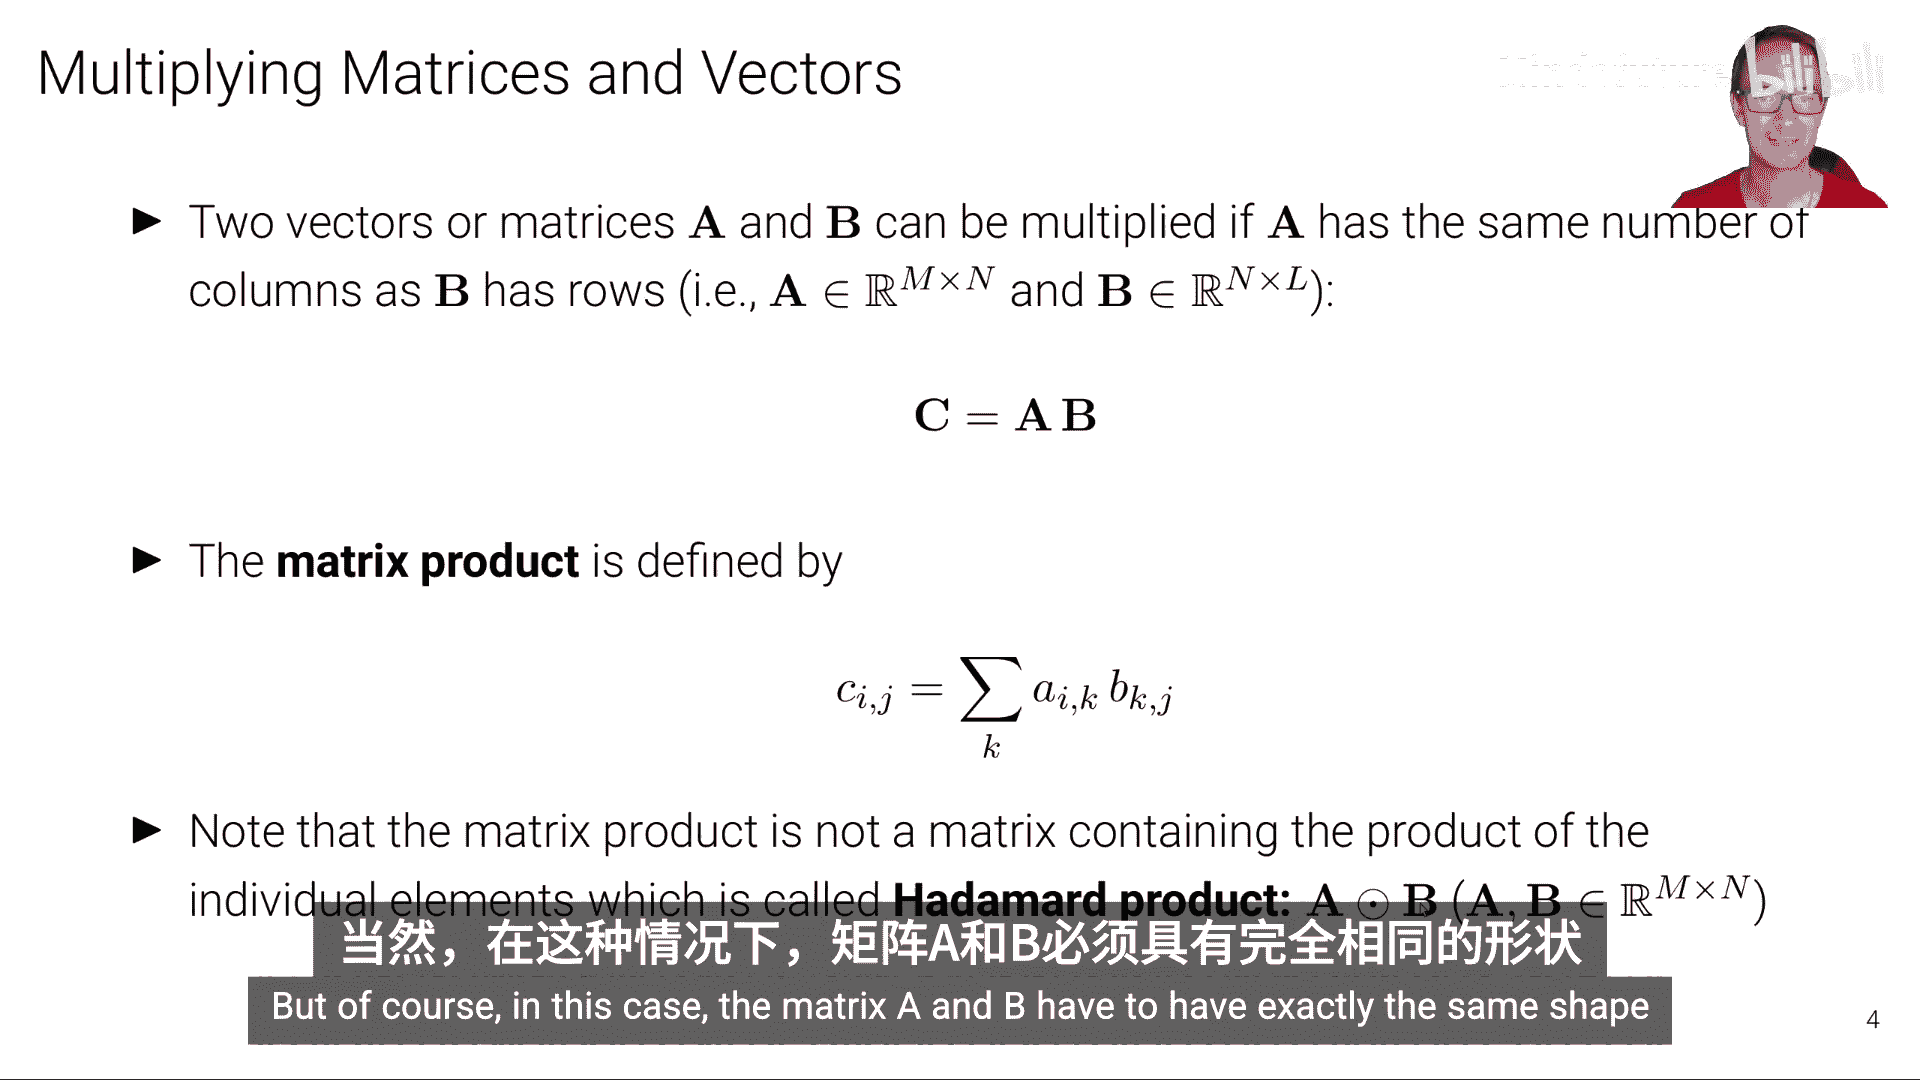 Multiplying Matrices and Vectors
bilibili
Two vectors or matrices A and B can be multiplied if A has the same number of
columns as B has rows (i.e., A ∈ ℝ^{M×N} and B ∈ ℝ^{N×L}):
C = A B
The matrix product is defined by
c_{i,j} = ∑_k a_{i,k} b_{k,j}
Note that the matrix product is not a matrix containing the product of the
individual elements which is called Hadamard product: A ⊙ B (A, B ∈ ℝ^{M×N})
当然，在这种情况下，矩阵A和B必须具有完全相同的形状
But of course, in this case, the matrix A and B have to have exactly the same shape
4